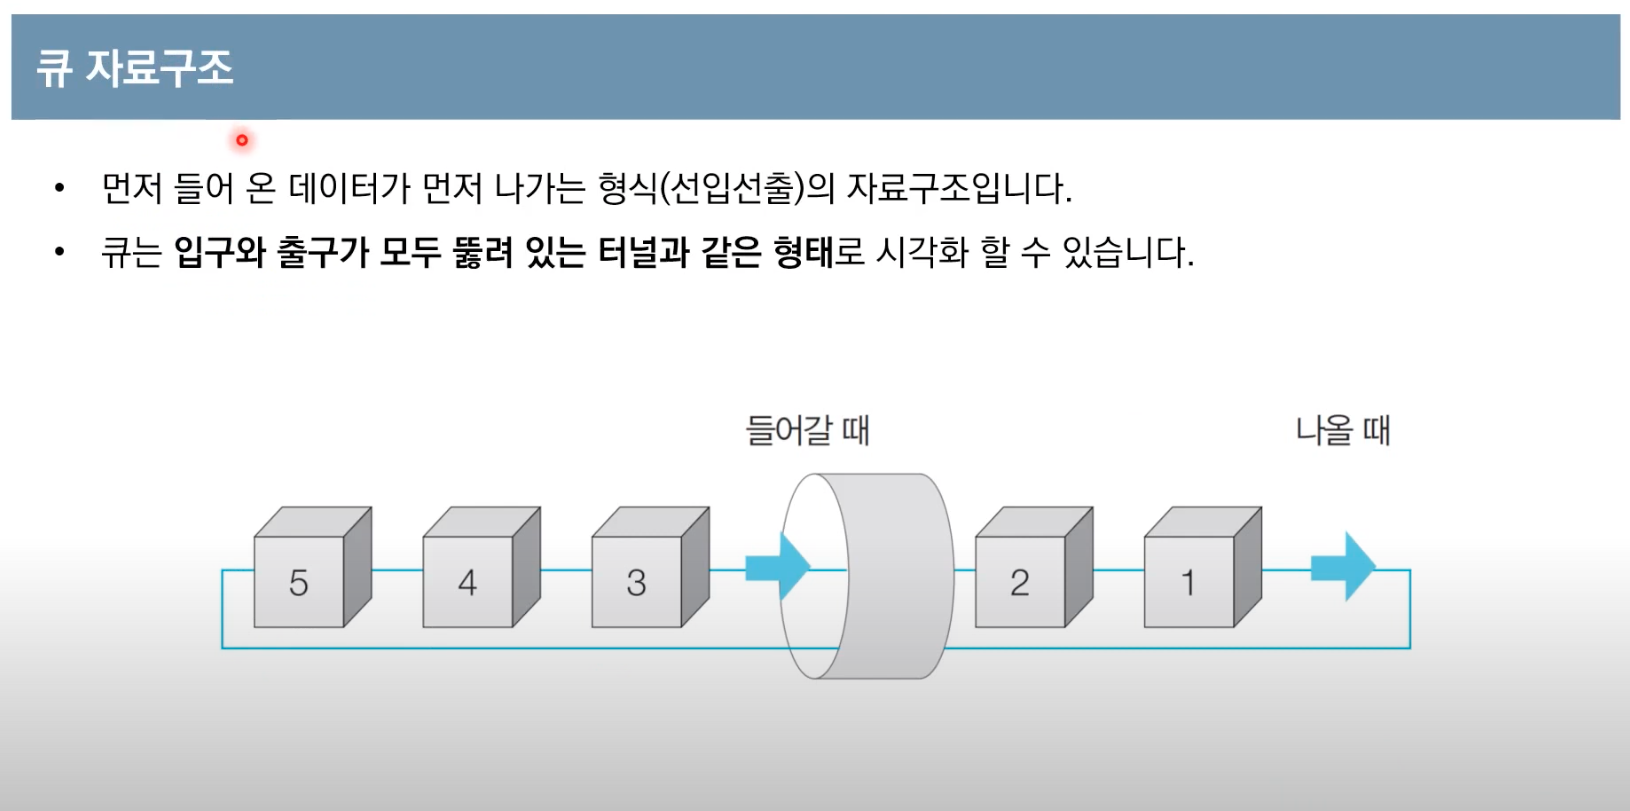 큐 자료구조
• 먼저 들어 온 데이터가 먼저 나가는 형식(선입선출)의 자료구조입니다.
• 큐는 입구와 출구가 모두 뚫려 있는 터널과 같은 형태로 시각화 할 수 있습니다.
들어갈 때 나올 때
5 4 3 2 1